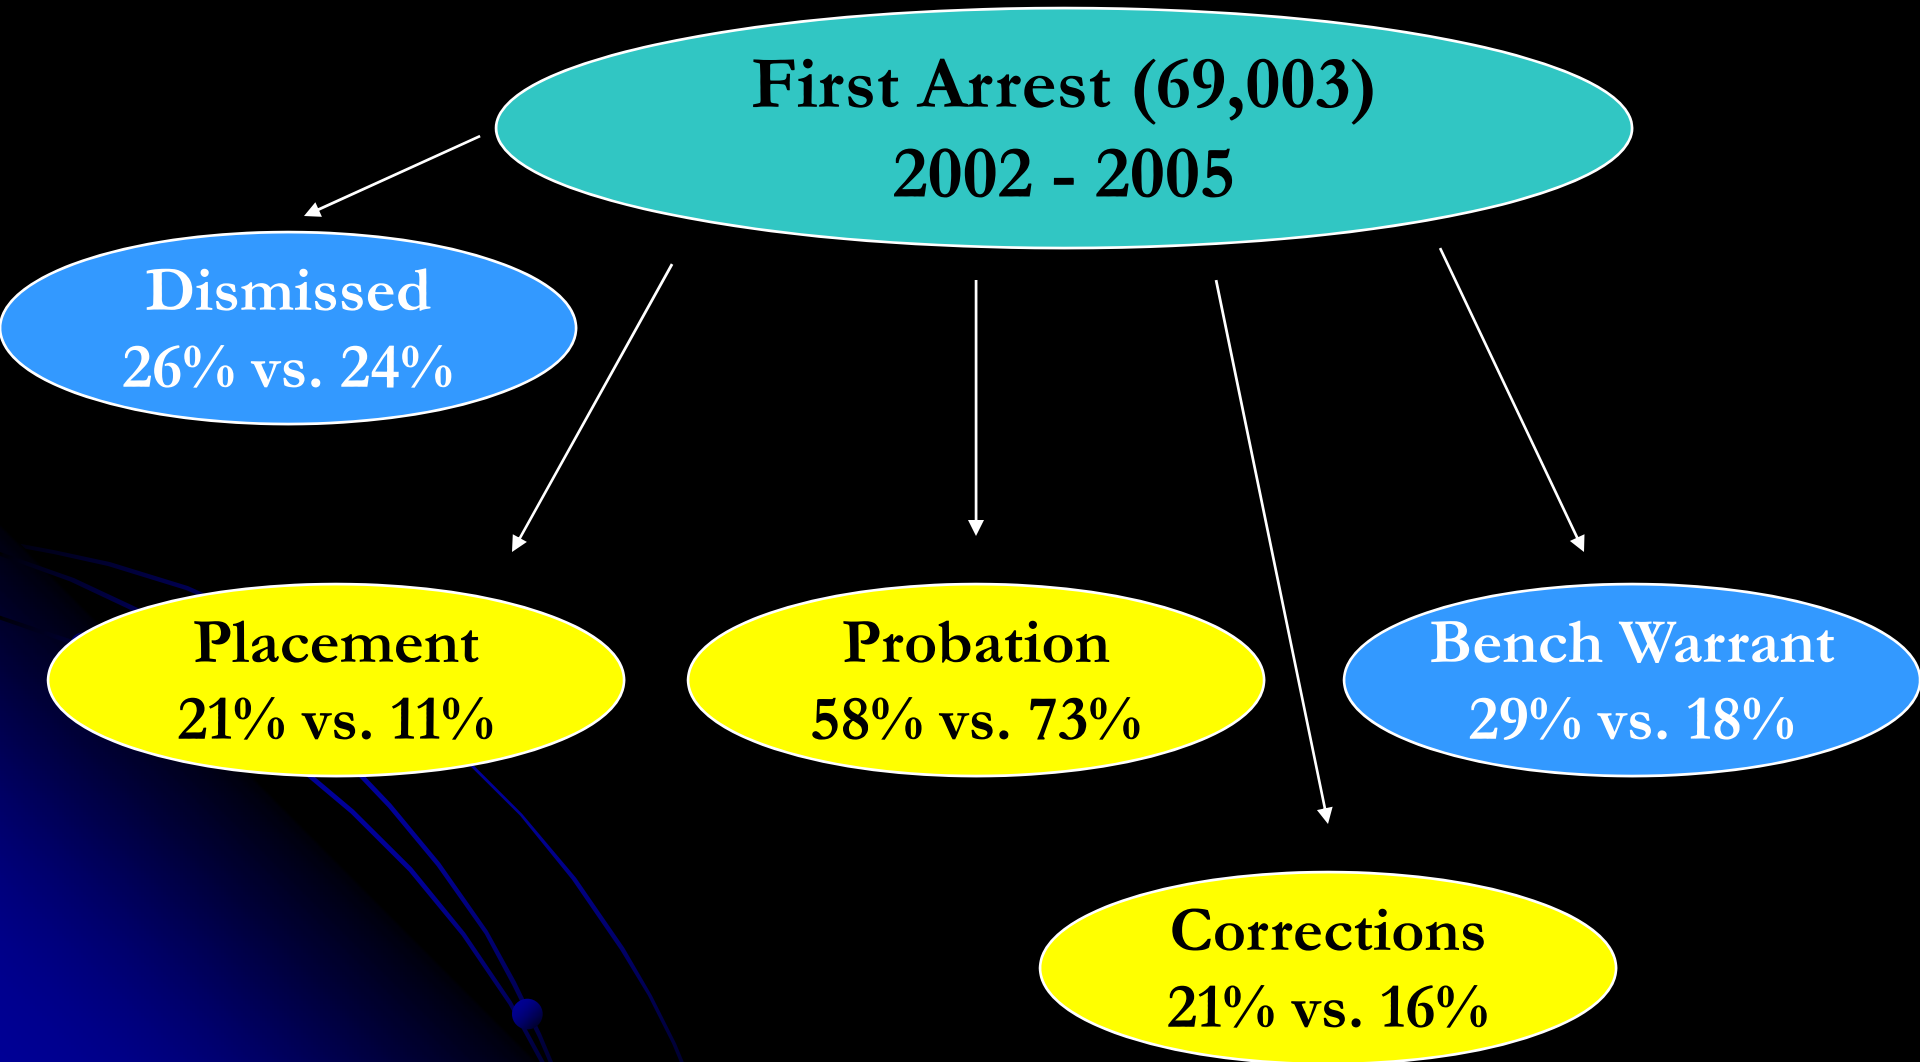 First Arrest (69,003)
2002 - 2005
Dismissed
26% vs. 24%
Placement
21% vs. 11%
Probation
58% vs. 73%
Bench Warrant
29% vs. 18%
Corrections
21% vs. 16%